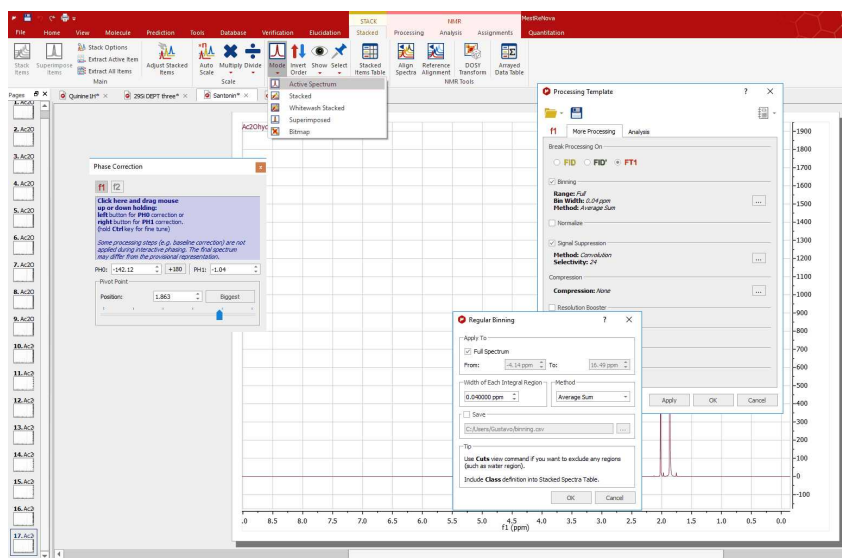 STACK
NMR
MestReNova
File Home View Molecule Prediction Tools Database Verification Elucidation Stacked Processing Analysis Assignments Quantitation
Stack Items
Superimpose Items
Stack Options
Extract Active Item
Extract All Items
Adjust Stacked Items
Auto Scale
Multiply
Divide
Mode
Invert Order
Show
Select
Stacked Items Table
Align Spectra
Reference Alignment
DOSY Transform
Arrayed Data Table
Main
Scale
NMR Tools
Active Spectrum
Stacked
Whitewash Stacked
Superimposed
Bitmap
Pages
Quinine1H*
29Si DEPT three*
Santonin*
1. Ac2O
2. Ac2O
3. Ac2O
4. Ac2O
5. Ac2O
6. Ac2O
7. Ac2O
8. Ac2O
9. Ac2O
10. Ac2
11. Ac2
12. Ac2
13. Ac2
14. Ac2
15. Ac2
16. Ac2
17. Ac2
Ac2Ohyd
Phase Correction
f1 f2
Click here and drag mouse
up or down holding:
left button for PH0 correction or
right button for PH1 correction.
(hold Ctrl key for fine tune)
Some processing steps (e.g. baseline correction) are not
applied during interactive phasing. The final spectrum
may differ from the provisional representation.
PH0: -142.12 +180 PH1: -1.04
Pivot Point
Position: 1.863 Biggest
Processing Template ?
f1 More Processing Analysis
Break Processing On
FID FID' FT1
Binning
Range: Full
Bin Width: 0.04 ppm
Method: Average Sum
...
Normalize
Signal Suppression
Method: Convolution
Selectivity: 24
...
Compression
Compression: None
...
Resolution Booster
Apply OK Cancel
Regular Binning ?
Apply To
Full Spectrum
From: -4.14 ppm To: 16.49 ppm
Width of Each Integral Region
0.040000 ppm
Method
Average Sum
Save
C:/Users/Gustavo/binning.csv ...
Tip
Use Cuts view command if you want to exclude any regions
(such as water region).
Include Class definition into Stacked Spectra Table.
OK Cancel
1900
1800
1700
1600
1500
1400
1300
1200
1100
1000
900
800
700
600
500
400
300
200
100
0
-100
.0 8.5 8.0 7.5 7.0 6.5 6.0 5.5 5.0 4.5 4.0 3.5 3.0 2.5 2.0 1.5 1.0 0.5 0.0
f1 (ppm)